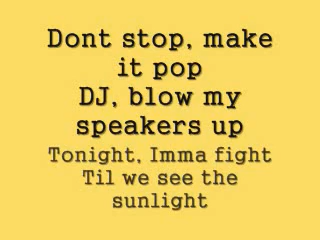 Dont stop, make
it pop
DJ, blow my
speakers up
Tonight, Imma fight
Til we see the
sunlight